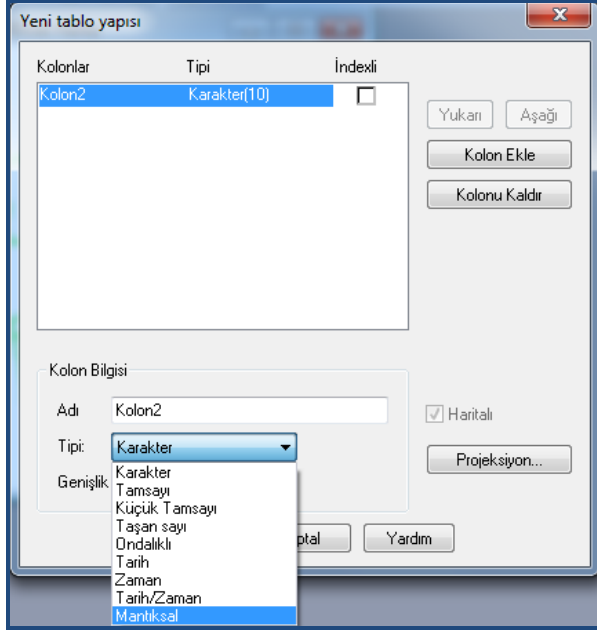 Yeni tablo yapısı
Kolonlar Tipi İndexli
Kolon2 Karakter(10)
Yukarı Aşağı
Kolon Ekle
Kolonu Kaldır
Kolon Bilgisi
Adı Kolon2
Haritalı
Tipi: Karakter
Projeksiyon...
Karakter
Genişlik
Tamsayı
Küçük Tamsayı
Taşan sayı
Ondalıklı
ptal Yardım
Tarih
Zaman
Tarih/Zaman
Mantıksal